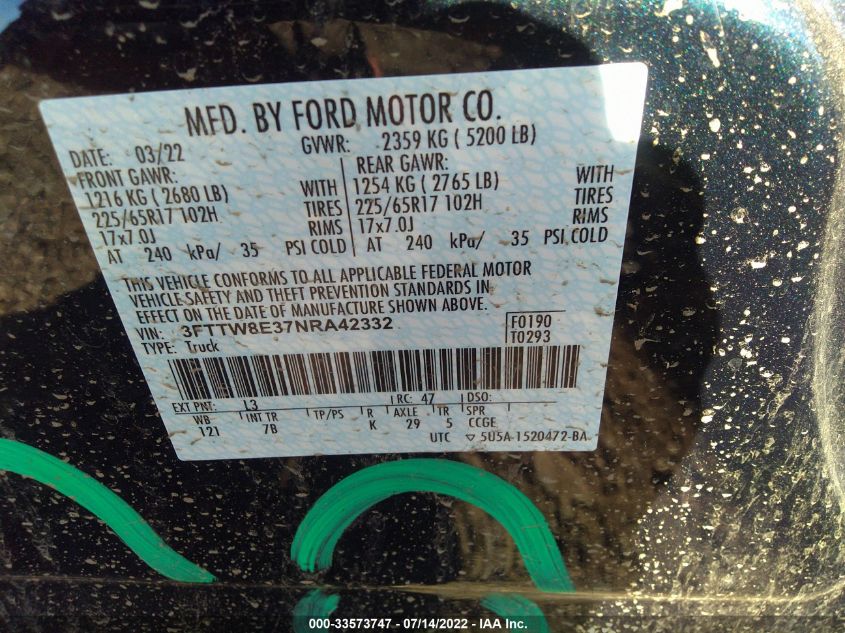 MFD. BY FORD MOTOR CO.
DATE: 03/22 GVWR: 2359 KG ( 5200 LB)
FRONT GAWR: REAR GAWR:
1216 KG ( 2680 LB) WITH 1254 KG ( 2765 LB) WITH
225/65R17 102H TIRES 225/65R17 102H TIRES
17x7.0J RIMS 17x7.0J RIMS
AT 240 kPa/ 35 PSI COLD AT 240 kPa/ 35 PSI COLD
THIS VEHICLE CONFORMS TO ALL APPLICABLE FEDERAL MOTOR
VEHICLE SAFETY AND THEFT PREVENTION STANDARDS IN
EFFECT ON THE DATE OF MANUFACTURE SHOWN ABOVE.
VIN: 3FTTW8E37NRA42332 F0190
TYPE: Truck T0293
EXT PNT: L3 RC: 47 DSO:
WB INT TR TP/PS R AXLE TR SPR
121 7B K 29 5 CCGE
UTC ▽ 5U5A-1520472-BA
000-33573747 - 07/14/2022 - IAA Inc.